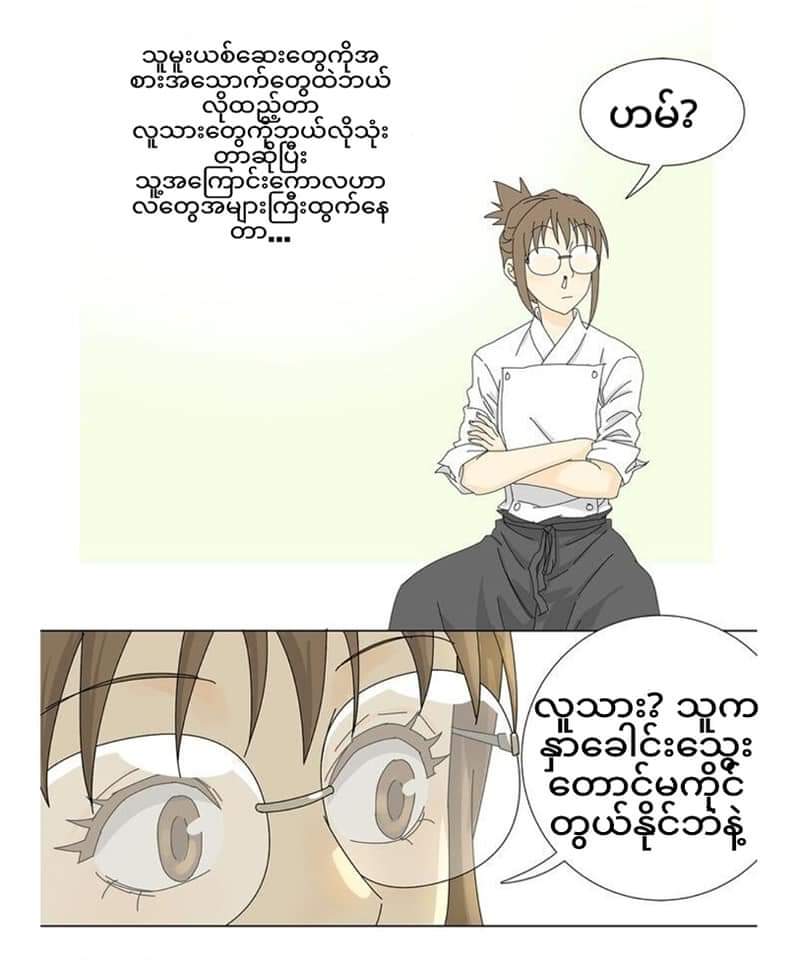 သူမူးယစ်ဆေးတွေကိုအ
စားအသောက်တွေထဲဘယ်
လိုထည့်တာ
လူသားတွေကိုဘယ်လိုသုံး
တာဆိုပြီး
သူ့အကြောင်းကောလဟာ
လတွေအများကြီးထွက်နေ
တာ...
ဟမ်?
လူသား? သူက
နှာခေါင်းသွေး
တောင်မကိုင်
တွယ်နိုင်ဘဲနဲ့